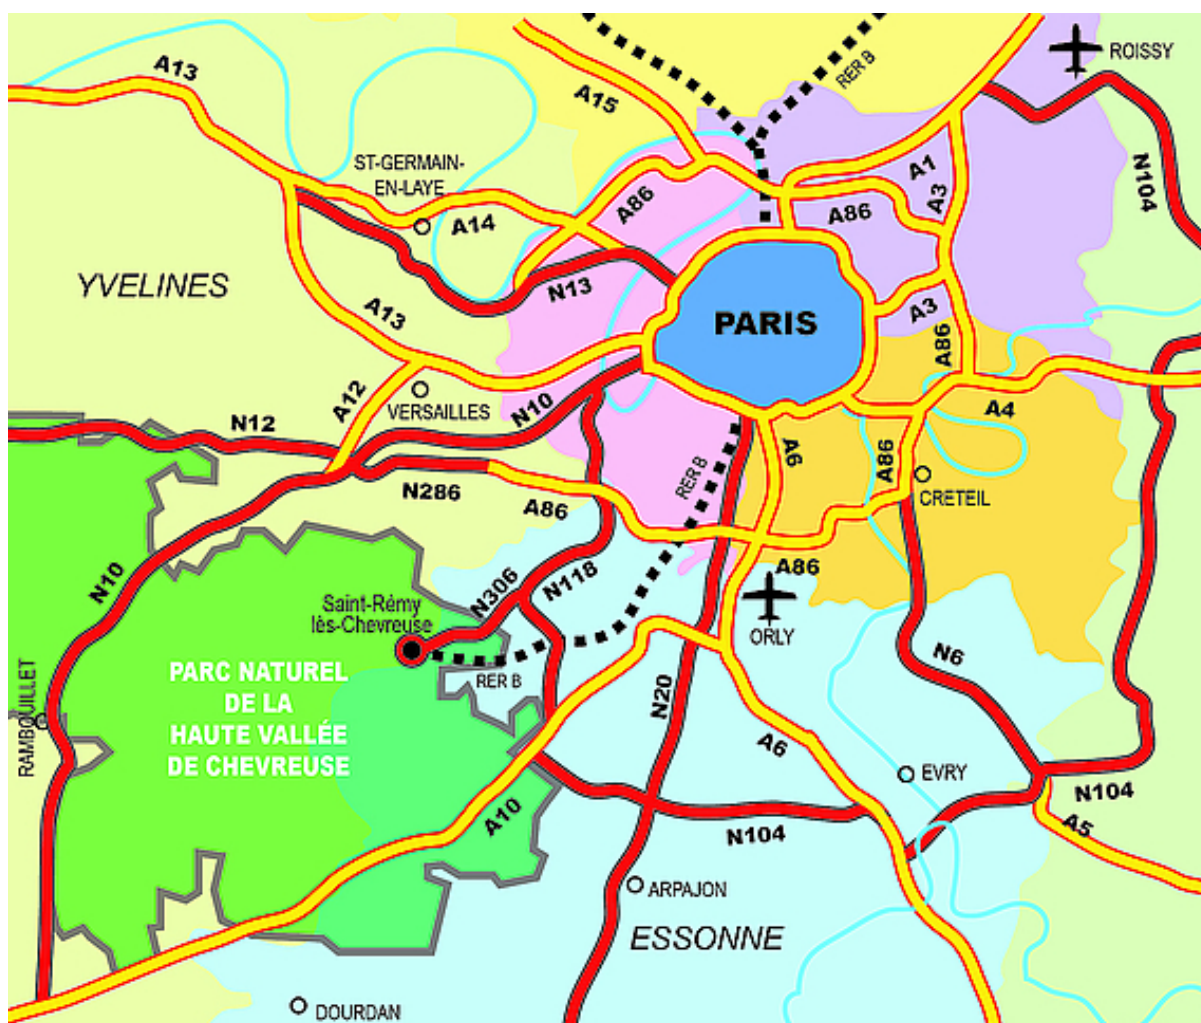 A13
A15
RER B
ROISSY
ST-GERMAIN-
EN-LAYE
A86
A1
A3
N104
A14
A86
YVELINES
N13
A13
PARIS
A3
A86
A12
VERSAILLES
N10
A4
N12
A6
A86
RER B
N286
A86
CRETEIL
N10
N306
N118
A86
Saint-Rémy
lès-Chevreuse
ORLY
N6
RER B
PARC NATUREL
DE LA
HAUTE VALLÉE
DE CHEVREUSE
RAMBOUILLET
N20
A6
EVRY
N104
A10
N104
A5
ARPAJON
ESSONNE
DOURDAN